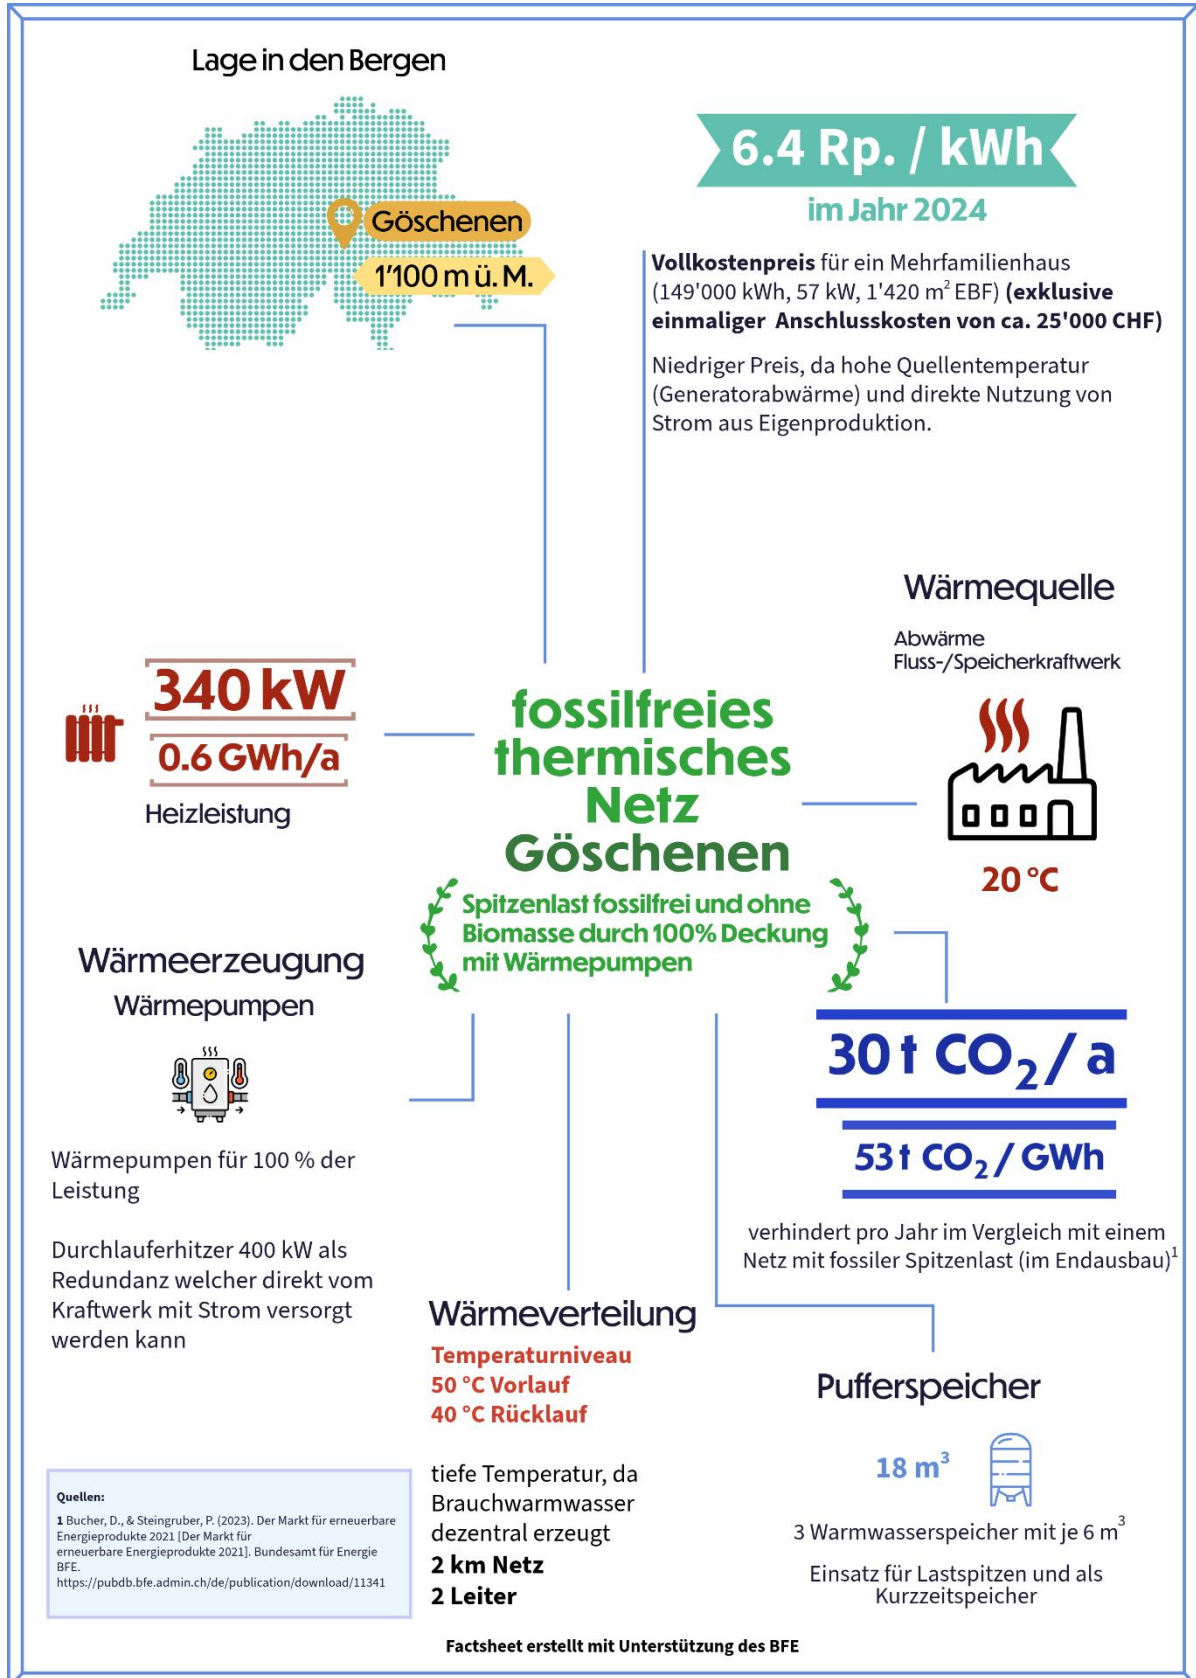 Lage in den Bergen
Göschenen
1'100 m ü. M.
6.4 Rp. / kWh
im Jahr 2024
Vollkostenpreis für ein Mehrfamilienhaus
(149'000 kWh, 57 kW, 1'420 m² EBF) (exklusive
einmaliger Anschlusskosten von ca. 25'000 CHF)
Niedriger Preis, da hohe Quellentemperatur
(Generatorabwärme) und direkte Nutzung von
Strom aus Eigenproduktion.
340 kW
0.6 GWh/a
Heizleistung
fossilfreies
thermisches
Netz
Göschenen
Spitzenlast fossilfrei und ohne
Biomasse durch 100% Deckung
mit Wärmepumpen
Wärmequelle
Abwärme
Fluss-/Speicherkraftwerk
20 °C
Wärmeerzeugung
Wärmepumpen
Wärmepumpen für 100 % der
Leistung
Durchlauferhitzer 400 kW als
Redundanz welcher direkt vom
Kraftwerk mit Strom versorgt
werden kann
30 t CO₂ / a
53 t CO₂ / GWh
verhindert pro Jahr im Vergleich mit einem
Netz mit fossiler Spitzenlast (im Endausbau)¹
Wärmeverteilung
Temperaturniveau
50 °C Vorlauf
40 °C Rücklauf
tiefe Temperatur, da
Brauchwarmwasser
dezentral erzeugt
2 km Netz
2 Leiter
Pufferspeicher
18 m³
3 Warmwasserspeicher mit je 6 m³
Einsatz für Lastspitzen und als
Kurzzeitspeicher
Quellen:
1 Bucher, D., & Steingruber, P. (2023). Der Markt für erneuerbare
Energieprodukte 2021 [Der Markt für
erneuerbare Energieprodukte 2021]. Bundesamt für Energie
BFE.
https://pubdb.bfe.admin.ch/de/publication/download/11341
Factsheet erstellt mit Unterstützung des BFE